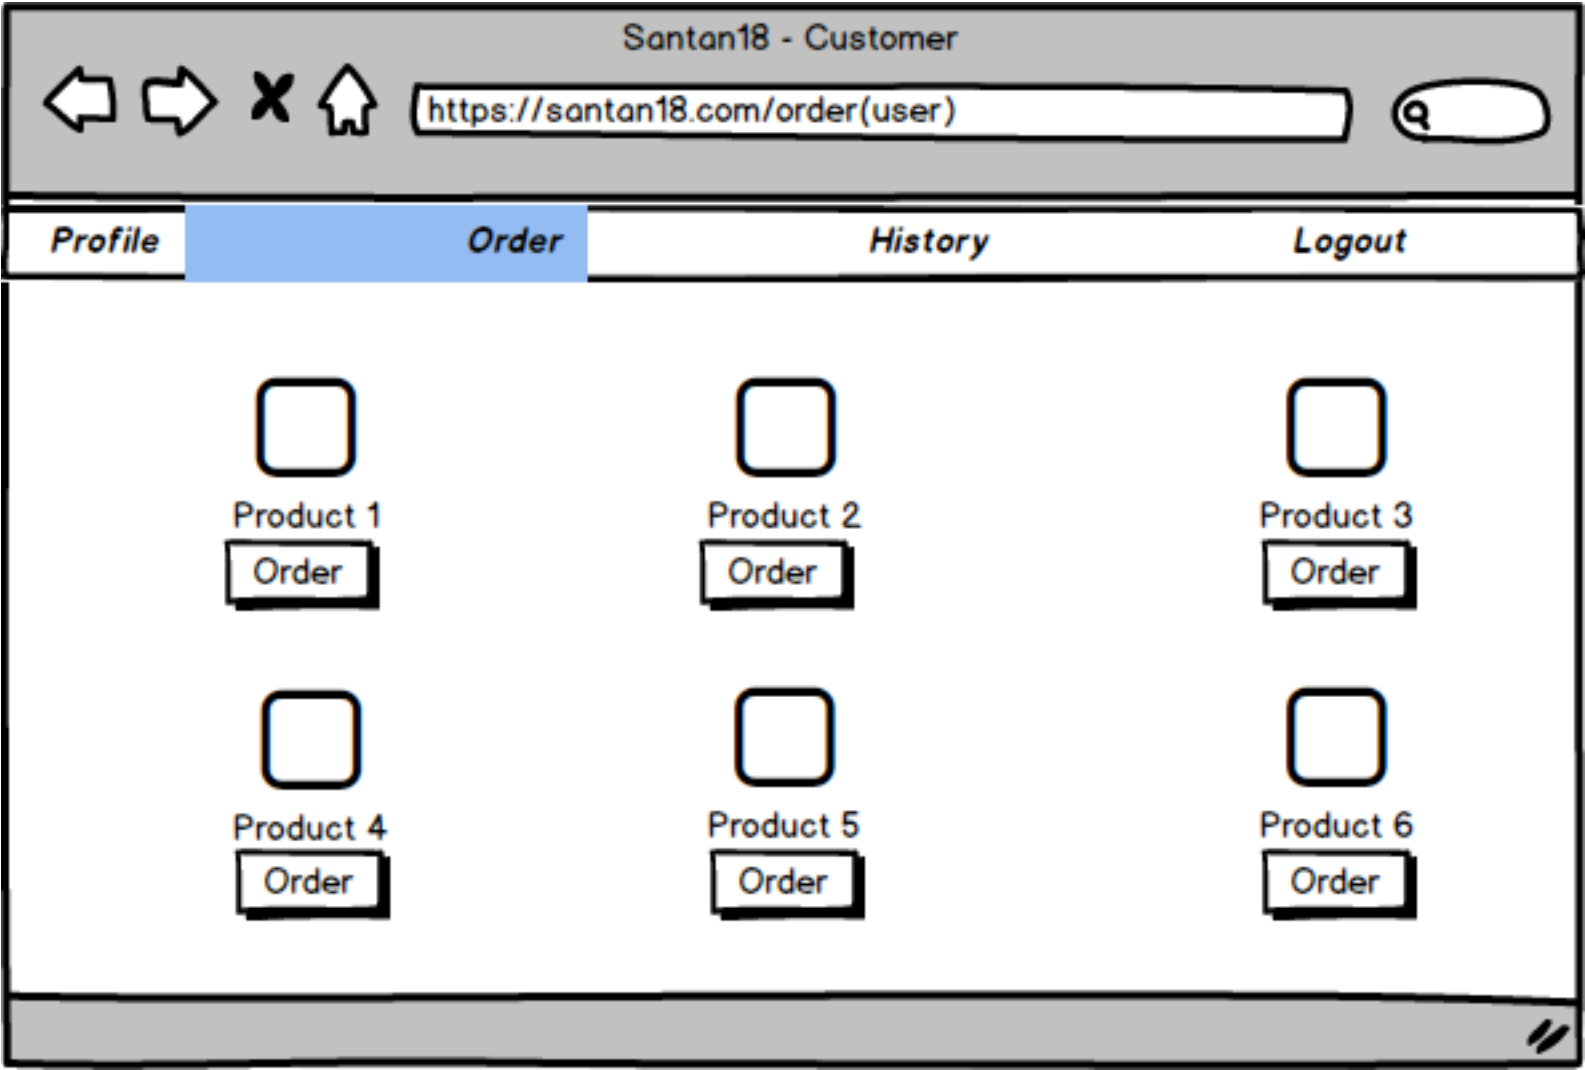 Santan18 - Customer
https://santan18.com/order(user)
Profile Order History Logout
Product 1 Product 2 Product 3
Order Order Order
Product 4 Product 5 Product 6
Order Order Order